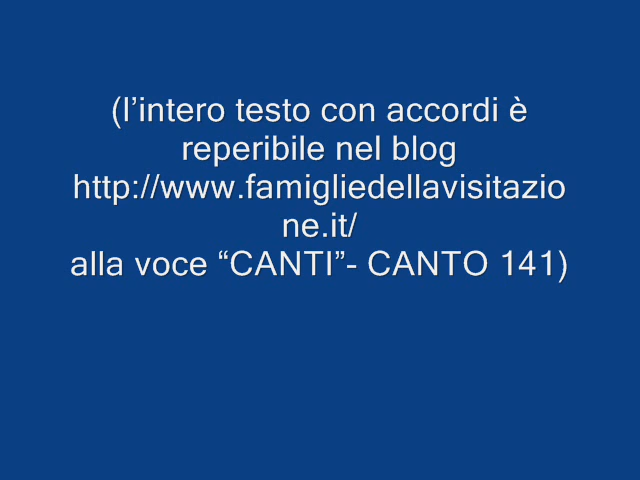 (l’intero testo con accordi è
reperibile nel blog
http://www.famigliedellavisitazio
ne.it/
alla voce “CANTI”- CANTO 141)